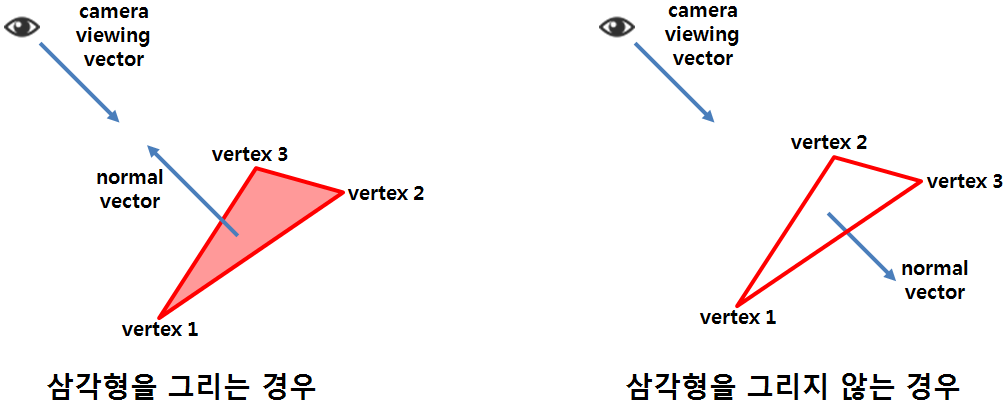 camera
viewing
vector
vertex 3
normal
vector
vertex 2
vertex 1
삼각형을 그리는 경우
camera
viewing
vector
vertex 2
vertex 3
normal
vector
vertex 1
삼각형을 그리지 않는 경우